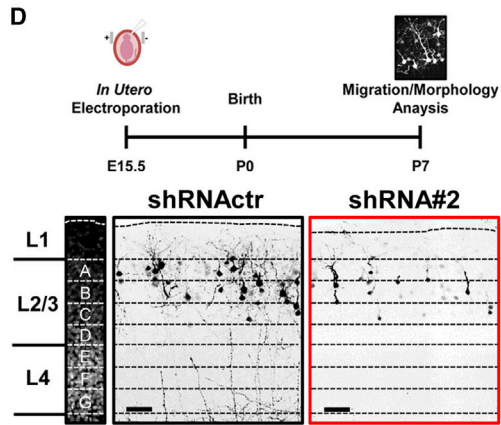 D
+ -
In Utero
Electroporation
Birth
Migration/Morphology
Anaysis
E15.5
P0
P7
shRNActr
shRNA#2
L1
L2/3
L4
A
B
C
D
E
F
G